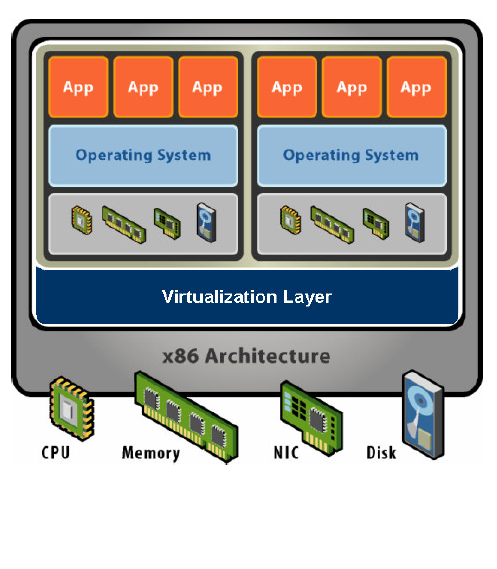 App App App App App App
Operating System Operating System
Virtualization Layer
x86 Architecture
CPU Memory NIC Disk